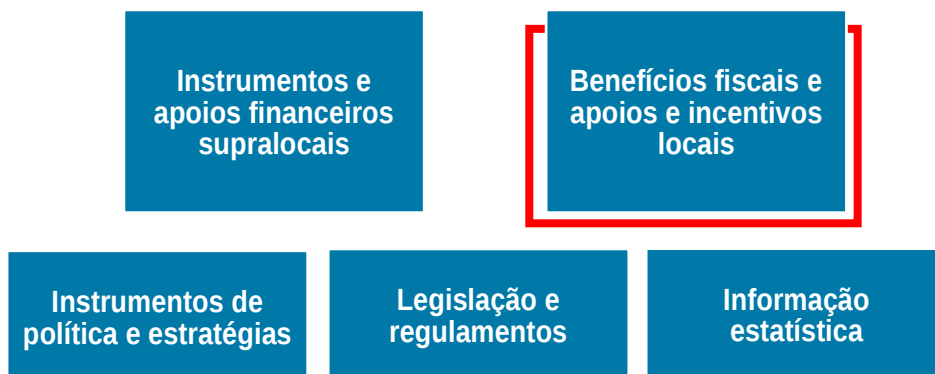 Instrumentos e
apoios financeiros
supralocais
Benefícios fiscais e
apoios e incentivos
locais
Instrumentos de
política e estratégias
Legislação e
regulamentos
Informação
estatística